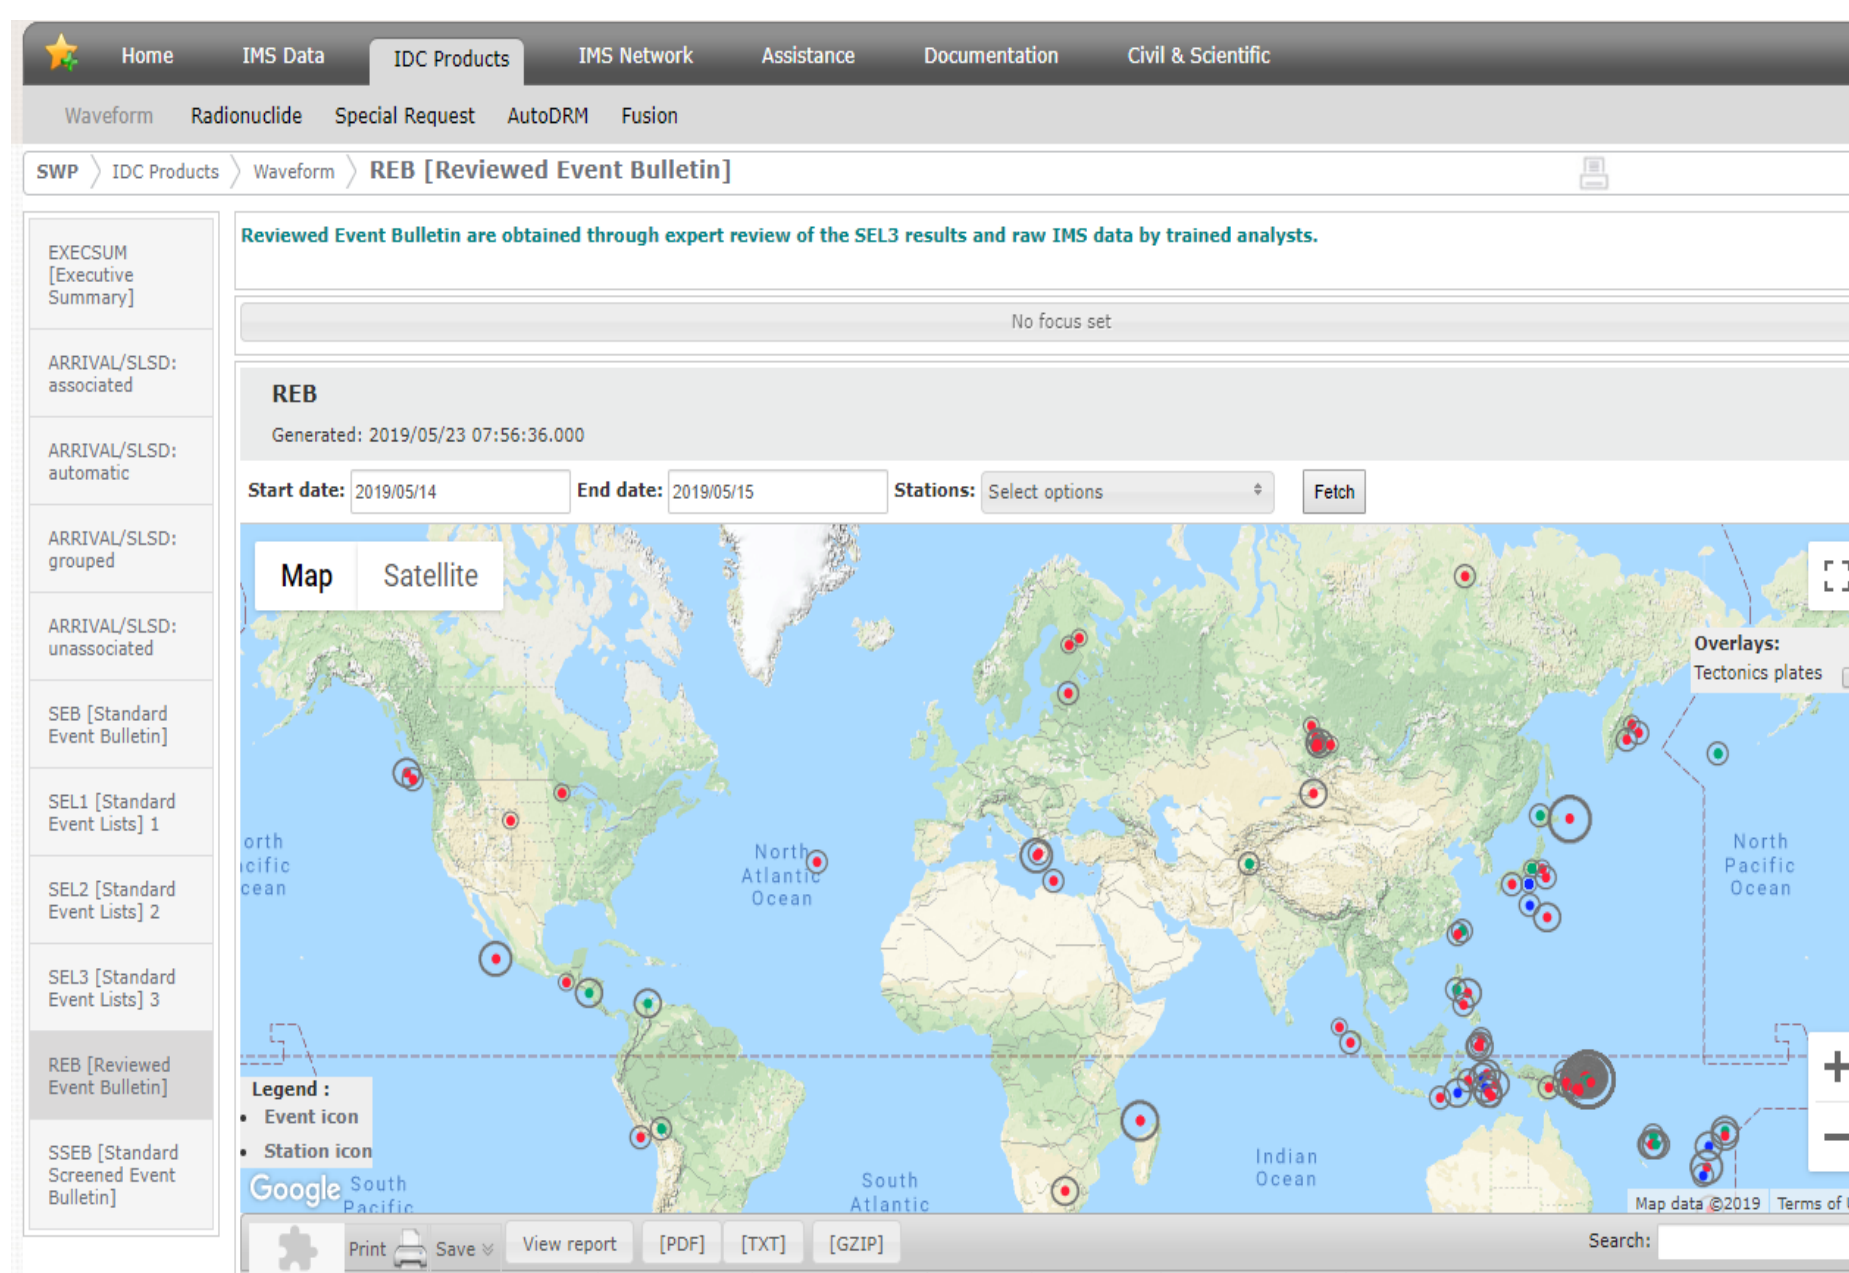 Home IMS Data IDC Products IMS Network Assistance Documentation Civil & Scientific
Waveform Radionuclide Special Request AutoDRM Fusion
SWP IDC Products Waveform REB [Reviewed Event Bulletin]
EXECSUM
[Executive
Summary]
ARRIVAL/SLSD:
associated
ARRIVAL/SLSD:
automatic
ARRIVAL/SLSD:
grouped
ARRIVAL/SLSD:
unassociated
SEB [Standard
Event Bulletin]
SEL1 [Standard
Event Lists] 1
SEL2 [Standard
Event Lists] 2
SEL3 [Standard
Event Lists] 3
REB [Reviewed
Event Bulletin]
SSEB [Standard
Screened Event
Bulletin]
Reviewed Event Bulletin are obtained through expert review of the SEL3 results and raw IMS data by trained analysts.
No focus set
REB
Generated: 2019/05/23 07:56:36.000
Start date: 2019/05/14 End date: 2019/05/15 Stations: Select options Fetch
Map Satellite
Overlays:
Tectonics plates
orth
acific
cean
North
Atlantic
Ocean
North
Pacific
Ocean
Legend :
Event icon
Station icon
Indian
Ocean
South
Pacific
South
Atlantic
Google
Map data ©2019 Terms of U
Print Save View report [PDF] [TXT] [GZIP] Search: